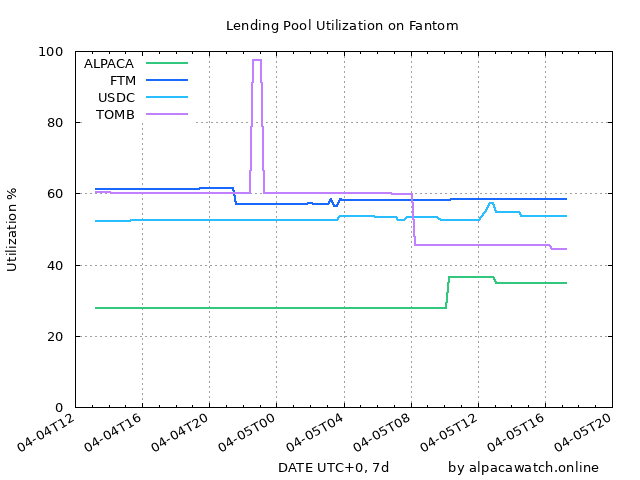 Lending Pool Utilization on Fantom
ALPACA
FTM
USDC
TOMB
Utilization %
100
80
60
40
20
0
04-04T12
04-04T16
04-04T20
04-05T00
04-05T04
04-05T08
04-05T12
04-05T16
04-05T20
DATE UTC+0, 7d
by alpacawatch.online